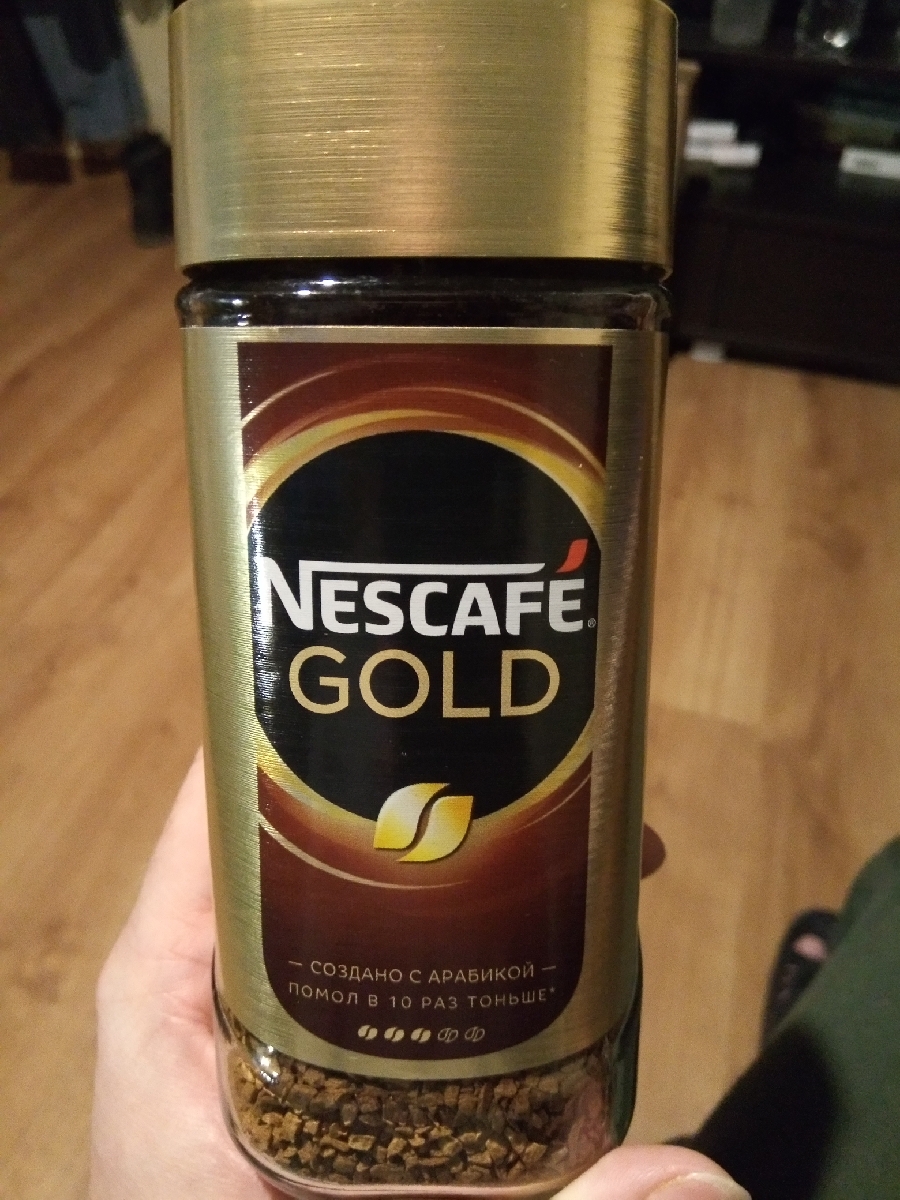 NESCAFÉ®
GOLD
— СОЗДАНО С АРАБИКОЙ —
ПОМОЛ В 10 РАЗ ТОНЬШЕ*